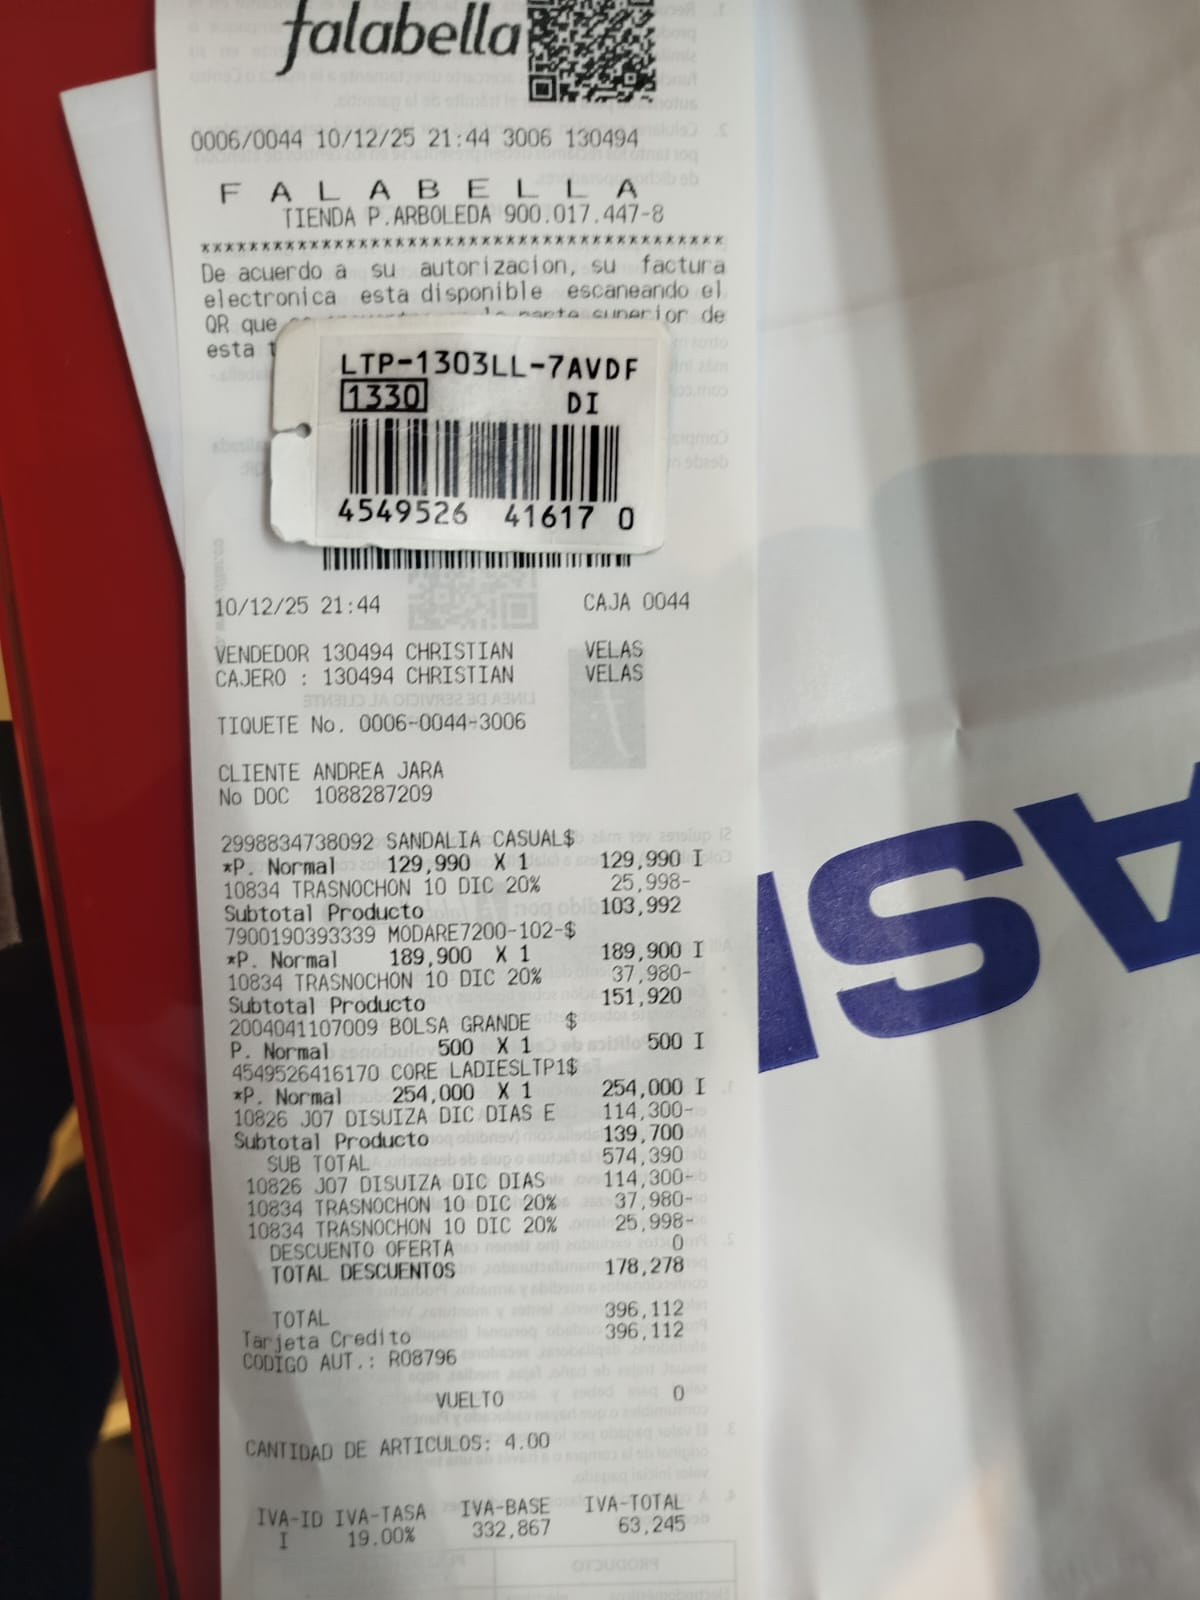 falabella
0006/0044 10/12/25 21:44 3006 130494
F A L A B E L L A
TIENDA P.ARBOLEDA 900.017.447-8
*******************************************
De acuerdo a su autorizacion, su factura
electronica esta disponible escaneando el
QR que superior de
esta
LTP-1303LL-7AVDF
1330 DI
4549526 41617 0
10/12/25 21:44 CAJA 0044
VENDEDOR 130494 CHRISTIAN VELAS
CAJERO : 130494 CHRISTIAN VELAS
TIQUETE No. 0006-0044-3006
CLIENTE ANDREA JARA
No DOC 1088287209
2998834738092 SANDALIA CASUAL$
*P. Normal 129,990 X 1 129,990 I
10834 TRASNOCHON 10 DIC 20% 25,998-
Subtotal Producto 103,992
7900190393339 MODARE7200-102-$
*P. Normal 189,900 X 1 189,900 I
10834 TRASNOCHON 10 DIC 20% 37,980-
Subtotal Producto 151,920
2004041107009 BOLSA GRANDE $
P. Normal 500 X 1 500 I
4549526416170 CORE LADIESLTP1$
*P. Normal 254,000 X 1 254,000 I
10826 J07 DISUIZA DIC DIAS E 114,300-
Subtotal Producto 139,700
SUB TOTAL 574,390
10826 J07 DISUIZA DIC DIAS 114,300-
10834 TRASNOCHON 10 DIC 20% 37,980-
10834 TRASNOCHON 10 DIC 20% 25,998-
DESCUENTO OFERTA 0
TOTAL DESCUENTOS 178,278
TOTAL 396,112
Tarjeta Credito 396,112
CODIGO AUT.: R08796
VUELTO 0
CANTIDAD DE ARTICULOS: 4.00
IVA-ID IVA-TASA IVA-BASE IVA-TOTAL
I 19.00% 332,867 63,245
ASI